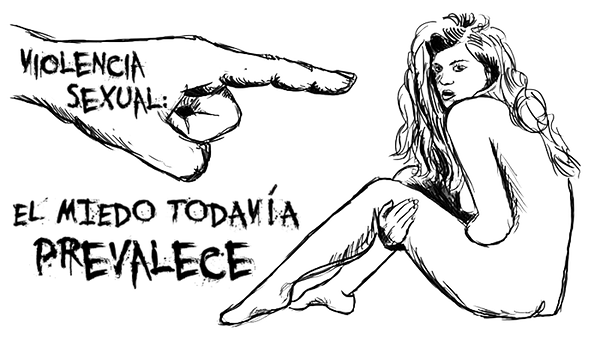 VIOLENCIA
SEXUAL:
EL MIEDO TODAVÍA
PREVALECE